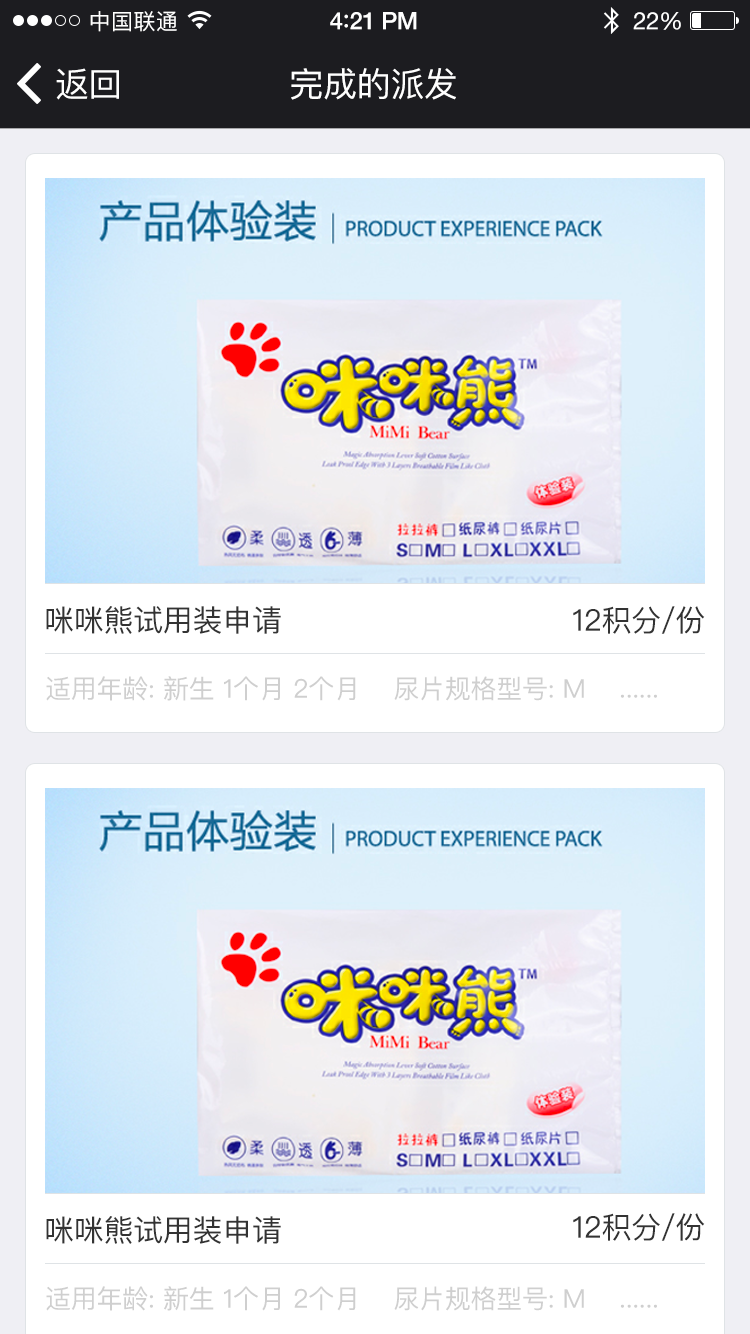 中国联通
4:21 PM
22%
返回
完成的派发
产品体验装 | PRODUCT EXPERIENCE PACK
咪咪熊™
MiMi Bear
Magic Absorption Lever Soft Cotton Surface
Leak Proof Edge With 3 Layers Breathable Film Like Cloth
体验装
柔 透 薄
拉拉裤□纸尿裤□纸尿片□
S□M□ L□XL□XXL□
咪咪熊试用装申请 12积分/份
适用年龄: 新生 1个月 2个月 尿片规格型号: M ......
产品体验装 | PRODUCT EXPERIENCE PACK
咪咪熊™
MiMi Bear
Magic Absorption Lever Soft Cotton Surface
Leak Proof Edge With 3 Layers Breathable Film Like Cloth
体验装
柔 透 薄
拉拉裤□纸尿裤□纸尿片□
S□M□ L□XL□XXL□
咪咪熊试用装申请 12积分/份
适用年龄: 新生 1个月 2个月 尿片规格型号: M ......